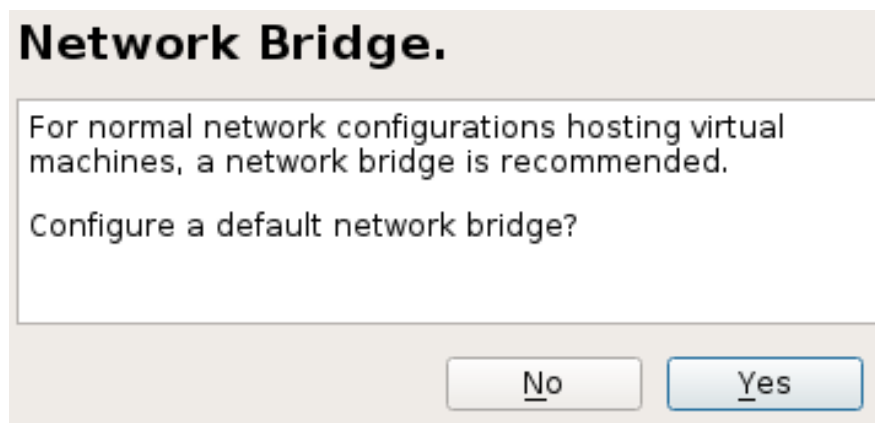 Network Bridge.
For normal network configurations hosting virtual
machines, a network bridge is recommended.
Configure a default network bridge?
No
Yes